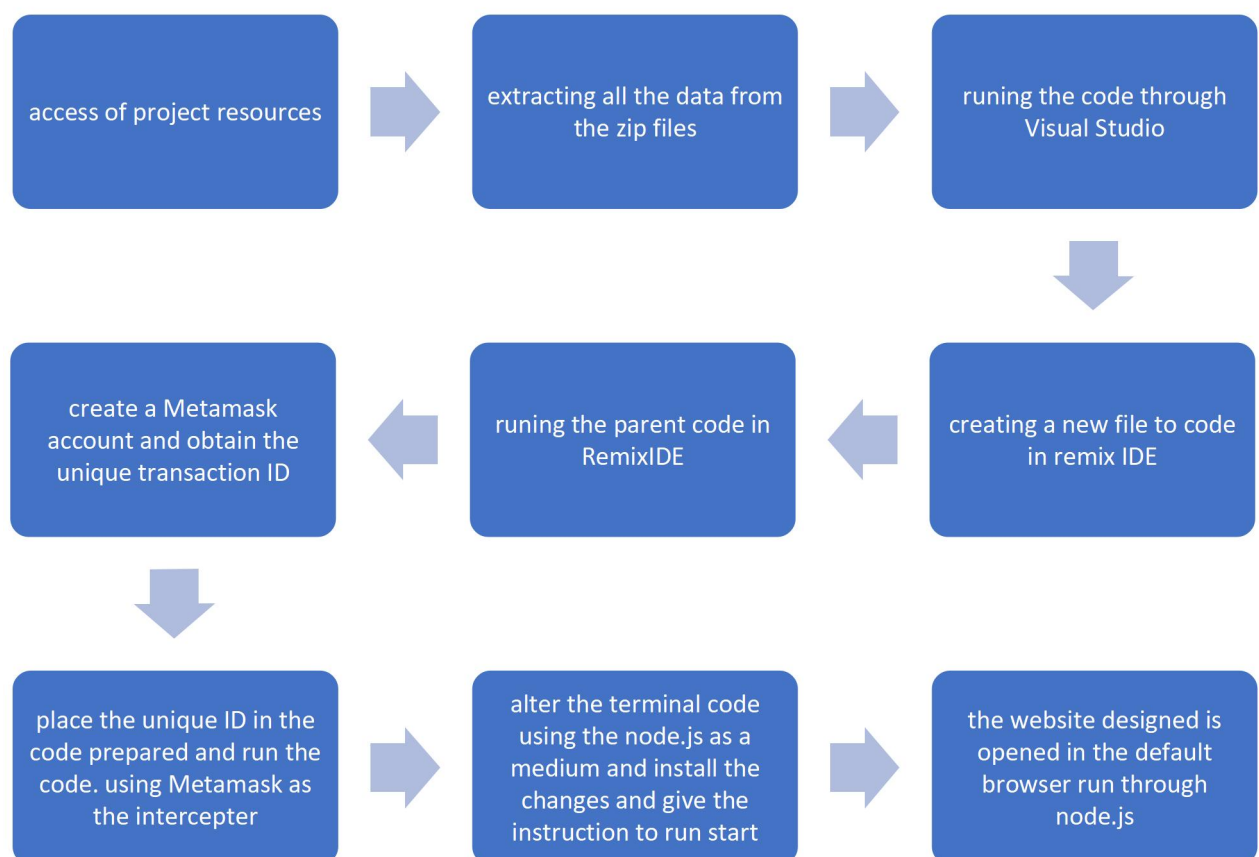 access of project resources
extracting all the data from
the zip files
runing the code through
Visual Studio
creating a new file to code
in remix IDE
runing the parent code in
RemixIDE
create a Metamask
account and obtain the
unique transaction ID
place the unique ID in the
code prepared and run the
code. using Metamask as
the intercepter
alter the terminal code
using the node.js as a
medium and install the
changes and give the
instruction to run start
the website designed is
opened in the default
browser run through
node.js